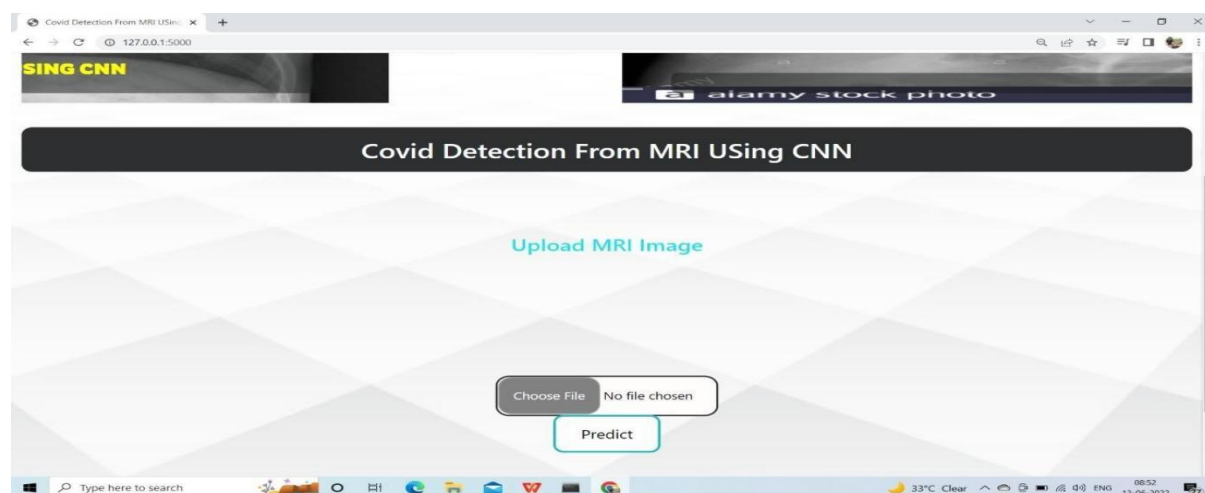 Covid Detection From MRI USin
127.0.0.1:5000
SING CNN
a alamy stock photo
Covid Detection From MRI USing CNN
Upload MRI Image
Choose File No file chosen
Predict
Type here to search
33°C Clear
ENG
08:52